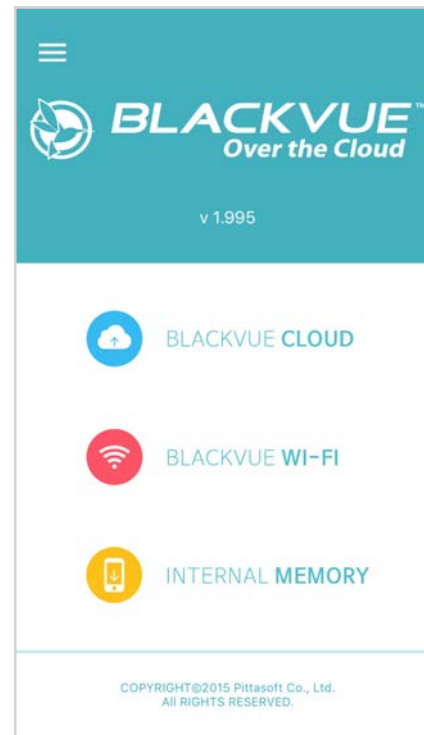 BLACKVUE™
Over the Cloud
v 1.995
BLACKVUE CLOUD
BLACKVUE WI-FI
INTERNAL MEMORY
COPYRIGHT©2015 Pittasoft Co., Ltd.
All RIGHTS RESERVED.